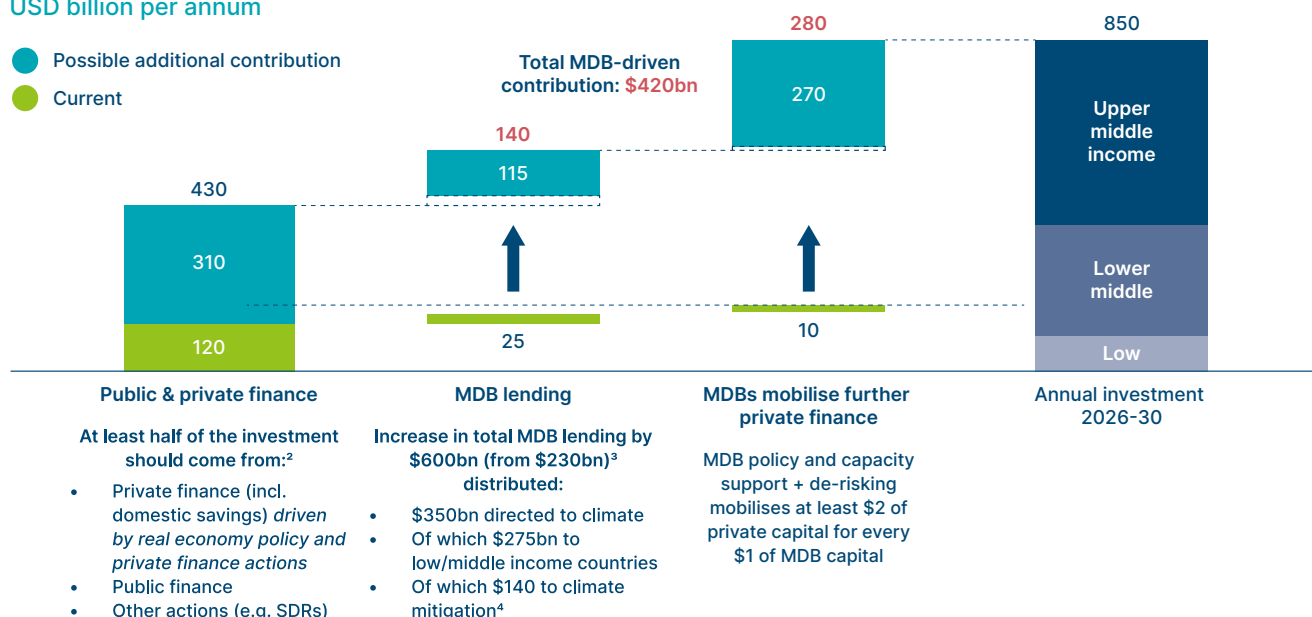 USD billion per annum
Possible additional contribution
Current
430
310
120
Total MDB-driven
contribution: $420bn
140
115
25
280
270
10
850
Upper
middle
income
Lower
middle
Low
Public & private finance
At least half of the investment
should come from:²
• Private finance (incl.
domestic savings) driven
by real economy policy and
private finance actions
• Public finance
• Other actions (e.g. SDRs)
MDB lending
Increase in total MDB lending by
$600bn (from $230bn)³
distributed:
• $350bn directed to climate
• Of which $275bn to
low/middle income countries
• Of which $140 to climate
mitigation⁴
MDBs mobilise further
private finance
MDB policy and capacity
support + de-risking
mobilises at least $2 of
private capital for every
$1 of MDB capital
Annual investment
2026-30